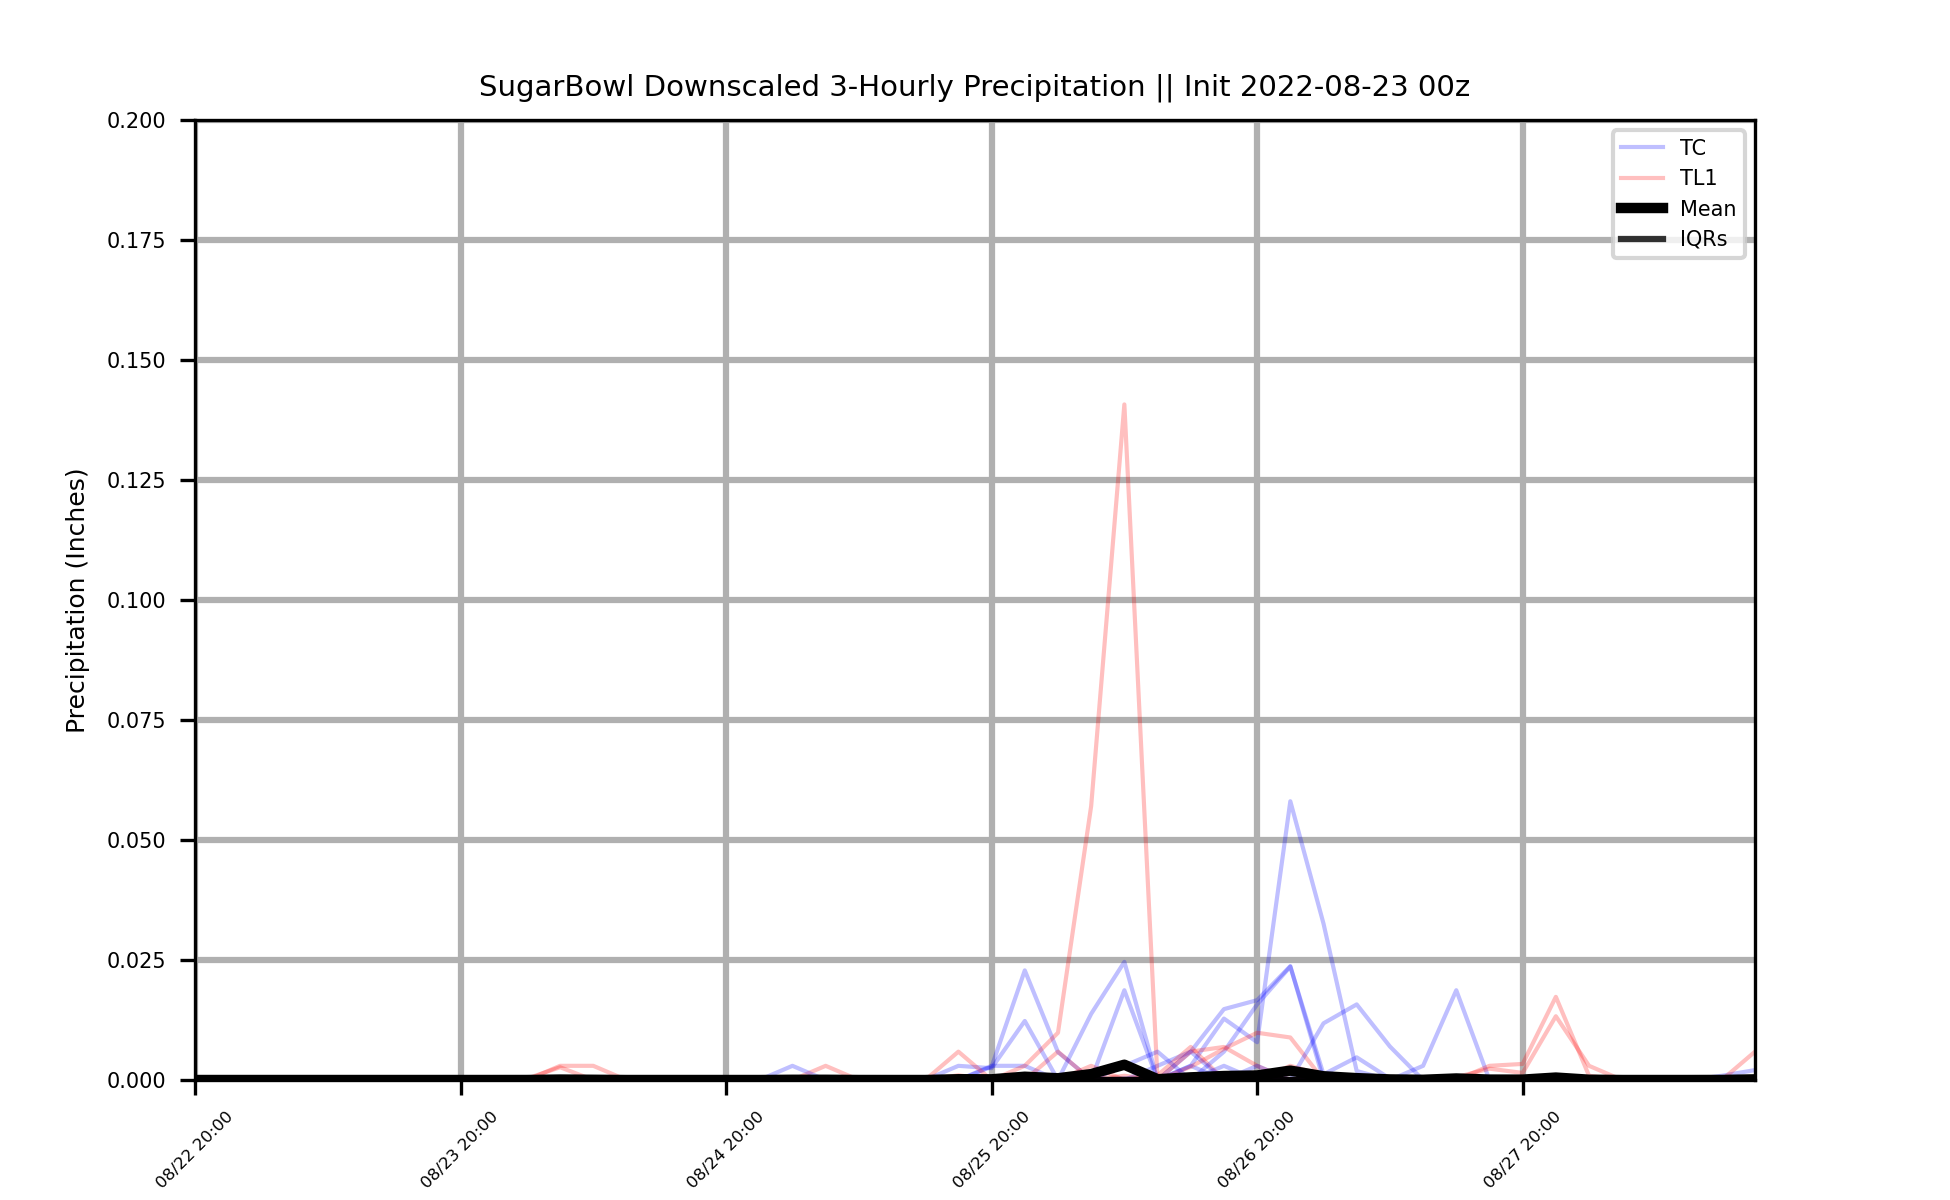 SugarBowl Downscaled 3-Hourly Precipitation || Init 2022-08-23 00z
0.200
0.175
0.150
0.125
0.100
0.075
0.050
0.025
0.000
Precipitation (Inches)
TC
TL1
Mean
IQRs
08/22 20:00
08/23 20:00
08/24 20:00
08/25 20:00
08/26 20:00
08/27 20:00